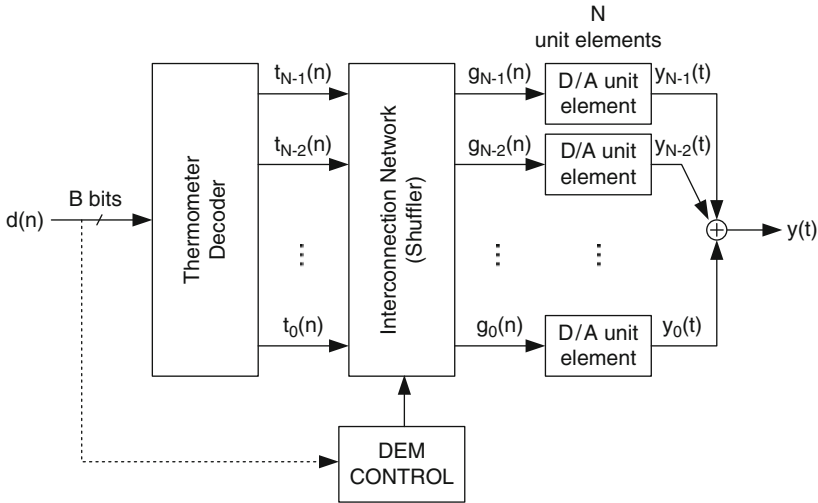 N
unit elements
t_{N-1}(n)
g_{N-1}(n)
D/A unit
element
y_{N-1}(t)
t_{N-2}(n)
g_{N-2}(n)
D/A unit
element
y_{N-2}(t)
B bits
d(n)
Thermometer
Decoder
Interconnection Network
(Shuffler)
...
...
...
y(t)
t_0(n)
g_0(n)
D/A unit
element
y_0(t)
DEM
CONTROL